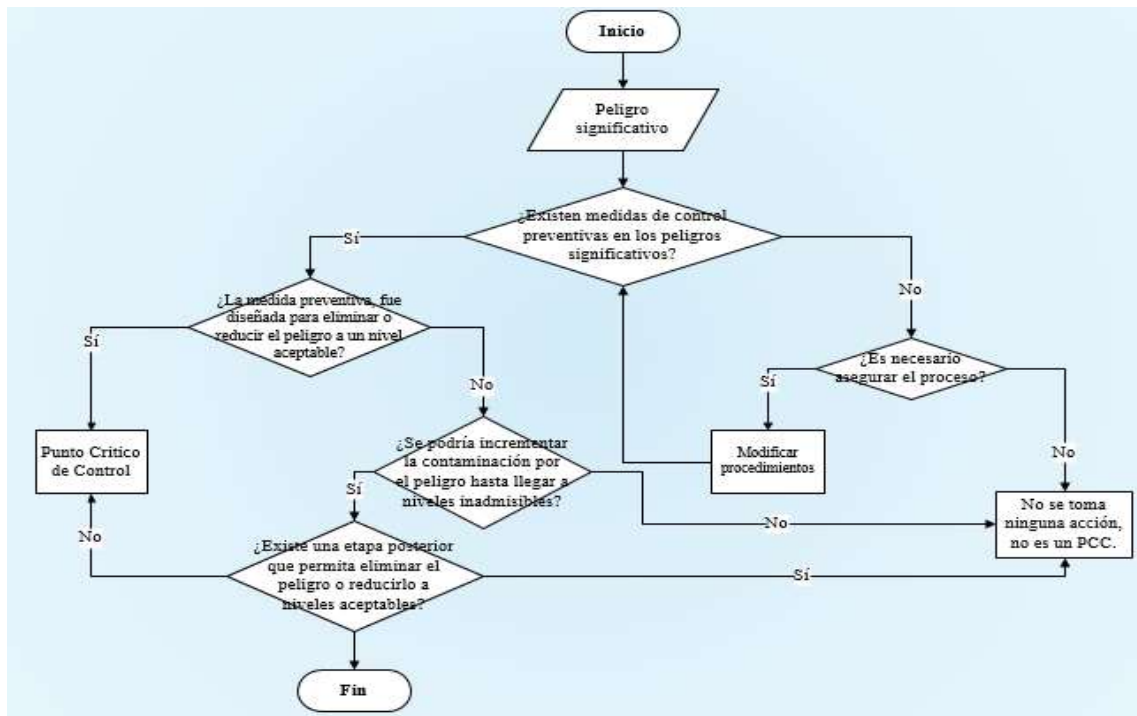 Inicio
Peligro
significativo
¿Existen medidas de control
preventivas en los peligros
significativos?
Sí
No
¿La medida preventiva, fue
diseñada para eliminar o
reducir el peligro a un nivel
aceptable?
Sí
No
¿Es necesario
asegurar el proceso?
Sí
No
Punto Critico
de Control
¿Se podría incrementar
la contaminación por
el peligro hasta llegar a
niveles inadmisibles?
Modificar
procedimientos
Sí
No
No se toma
ninguna acción,
no es un PCC.
¿Existe una etapa posterior
que permita eliminar el
peligro o reducirlo a
niveles aceptables?
No
Sí
Fin